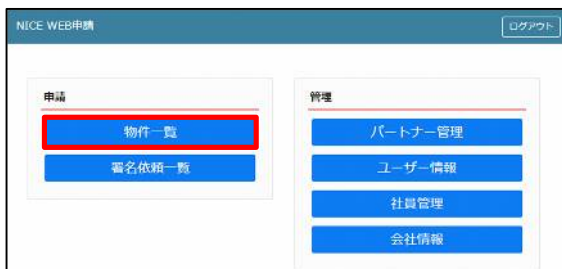 NICE WEB申請
ログアウト
申請
物件一覧
署名依頼一覧
管理
パートナー管理
ユーザー情報
社員管理
会社情報